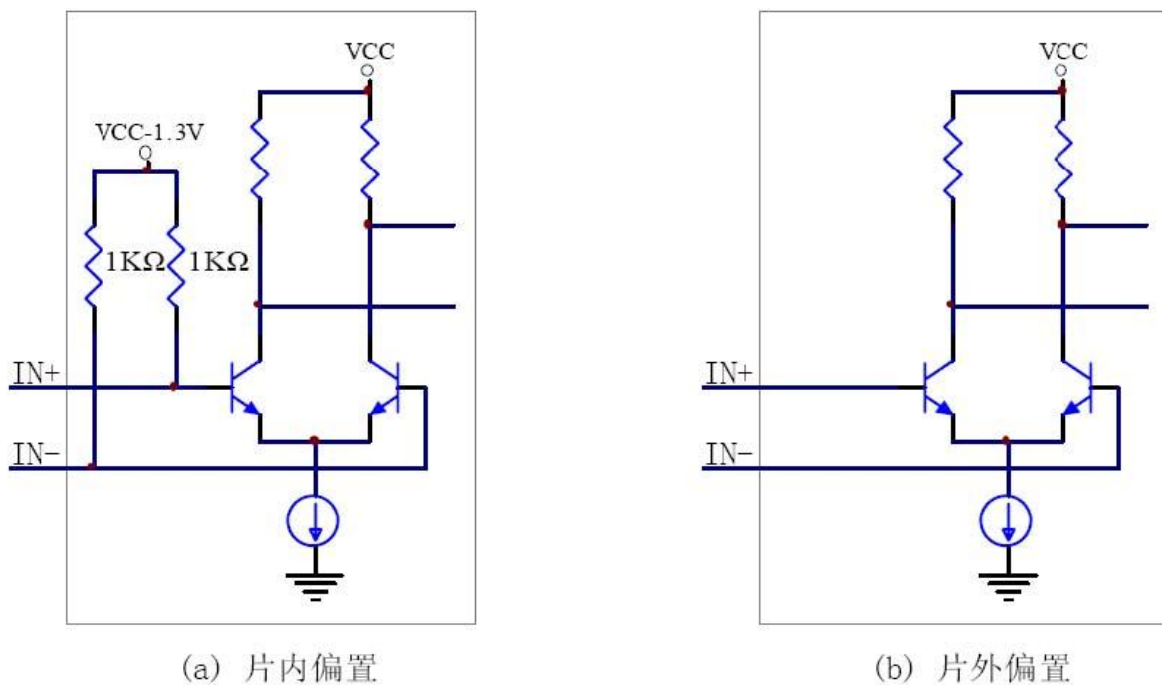 VCC
VCC-1.3V
1KΩ 1KΩ
IN+
IN-
(a) 片内偏置
VCC
IN+
IN-
(b) 片外偏置